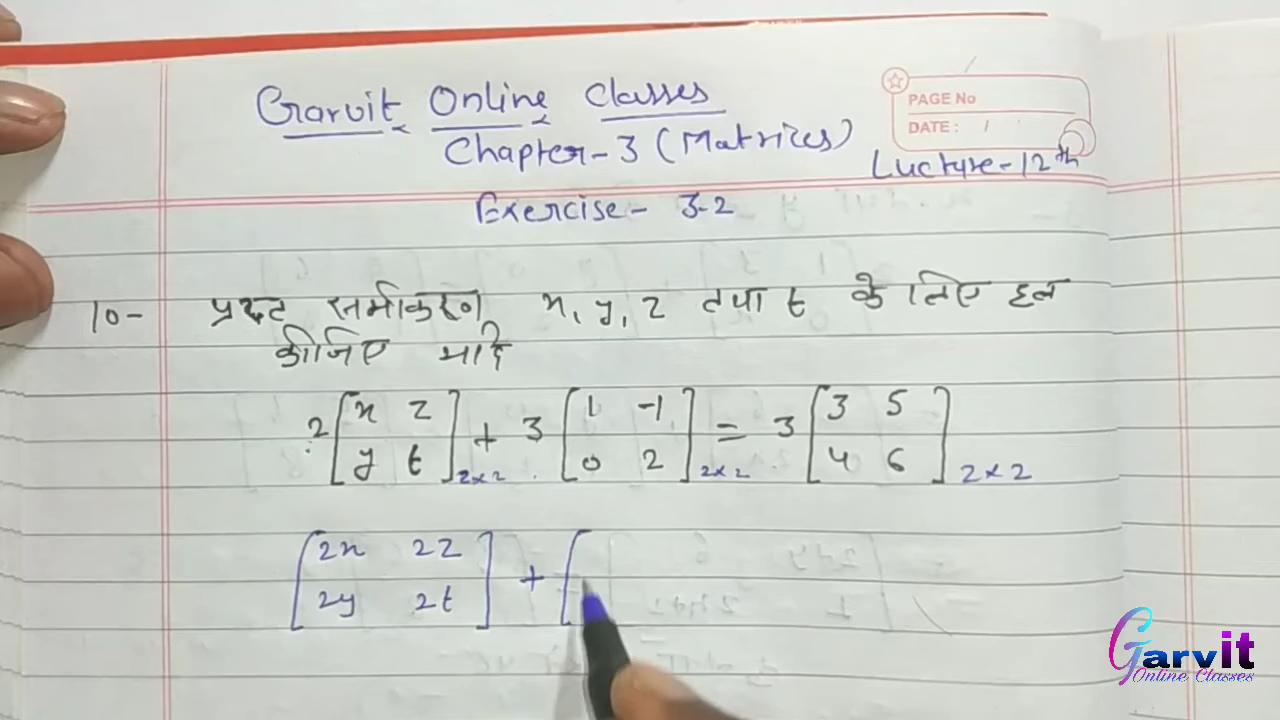 Garvit Online Classes
PAGE No
DATE :
Chapter-3 (Matrices)
Lucture-12th
Exercise- 3.2
10- प्रदत्त समीकरण x, y, z तथा t के लिए हल
कीजिए यदि
2 [x z] + 3 [1 -1] = 3 [3 5]
[y t]2×2 [0 2]2×2 [4 6]2×2
[2x 2z] + [
[2y 2t]
Garvit
Online Classes